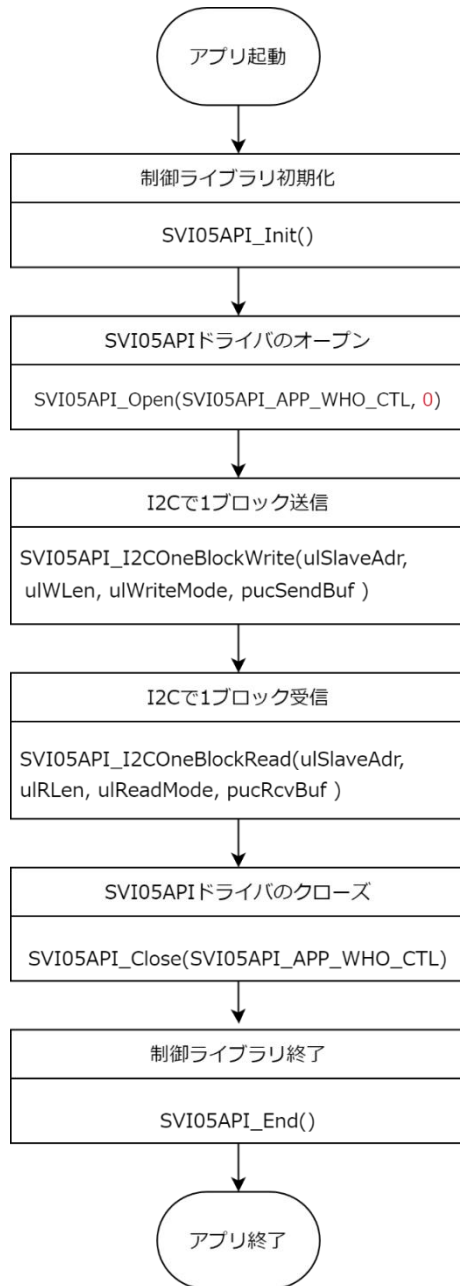 アプリ起動
制御ライブラリ初期化
SVI05API_Init()
SVI05APIドライバのオープン
SVI05API_Open(SVI05API_APP_WHO_CTL, 0)
I2Cで1ブロック送信
SVI05API_I2COneBlockWrite(ulSlaveAdr,
ulWLen, ulWriteMode, pucSendBuf )
I2Cで1ブロック受信
SVI05API_I2COneBlockRead(ulSlaveAdr,
ulRLen, ulReadMode, pucRcvBuf )
SVI05APIドライバのクローズ
SVI05API_Close(SVI05API_APP_WHO_CTL)
制御ライブラリ終了
SVI05API_End()
アプリ終了